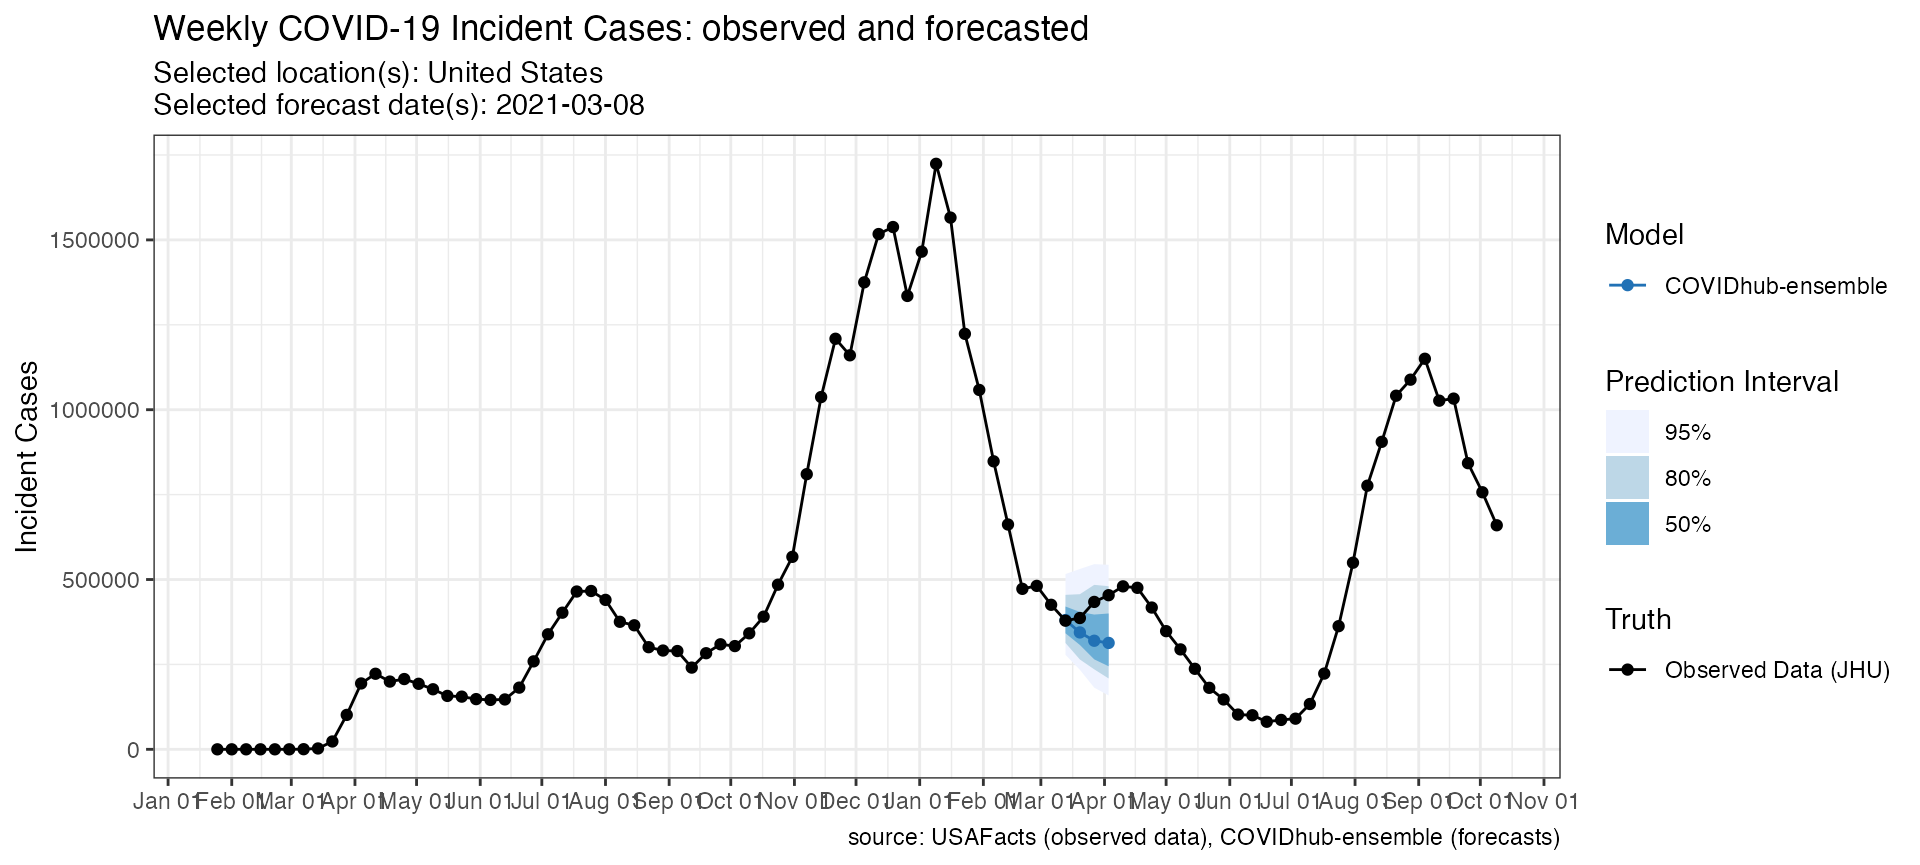 Weekly COVID-19 Incident Cases: observed and forecasted
Selected location(s): United States
Selected forecast date(s): 2021-03-08
Incident Cases
1500000
1000000
500000
0
Jan 01 Feb 01 Mar 01 Apr 01 May 01 Jun 01 Jul 01 Aug 01 Sep 01 Oct 01 Nov 01 Dec 01 Jan 01 Feb 01 Mar 01 Apr 01 May 01 Jun 01 Jul 01 Aug 01 Sep 01 Oct 01 Nov 01
source: USAFacts (observed data), COVIDhub-ensemble (forecasts)
Model
COVIDhub-ensemble
Prediction Interval
95%
80%
50%
Truth
Observed Data (JHU)